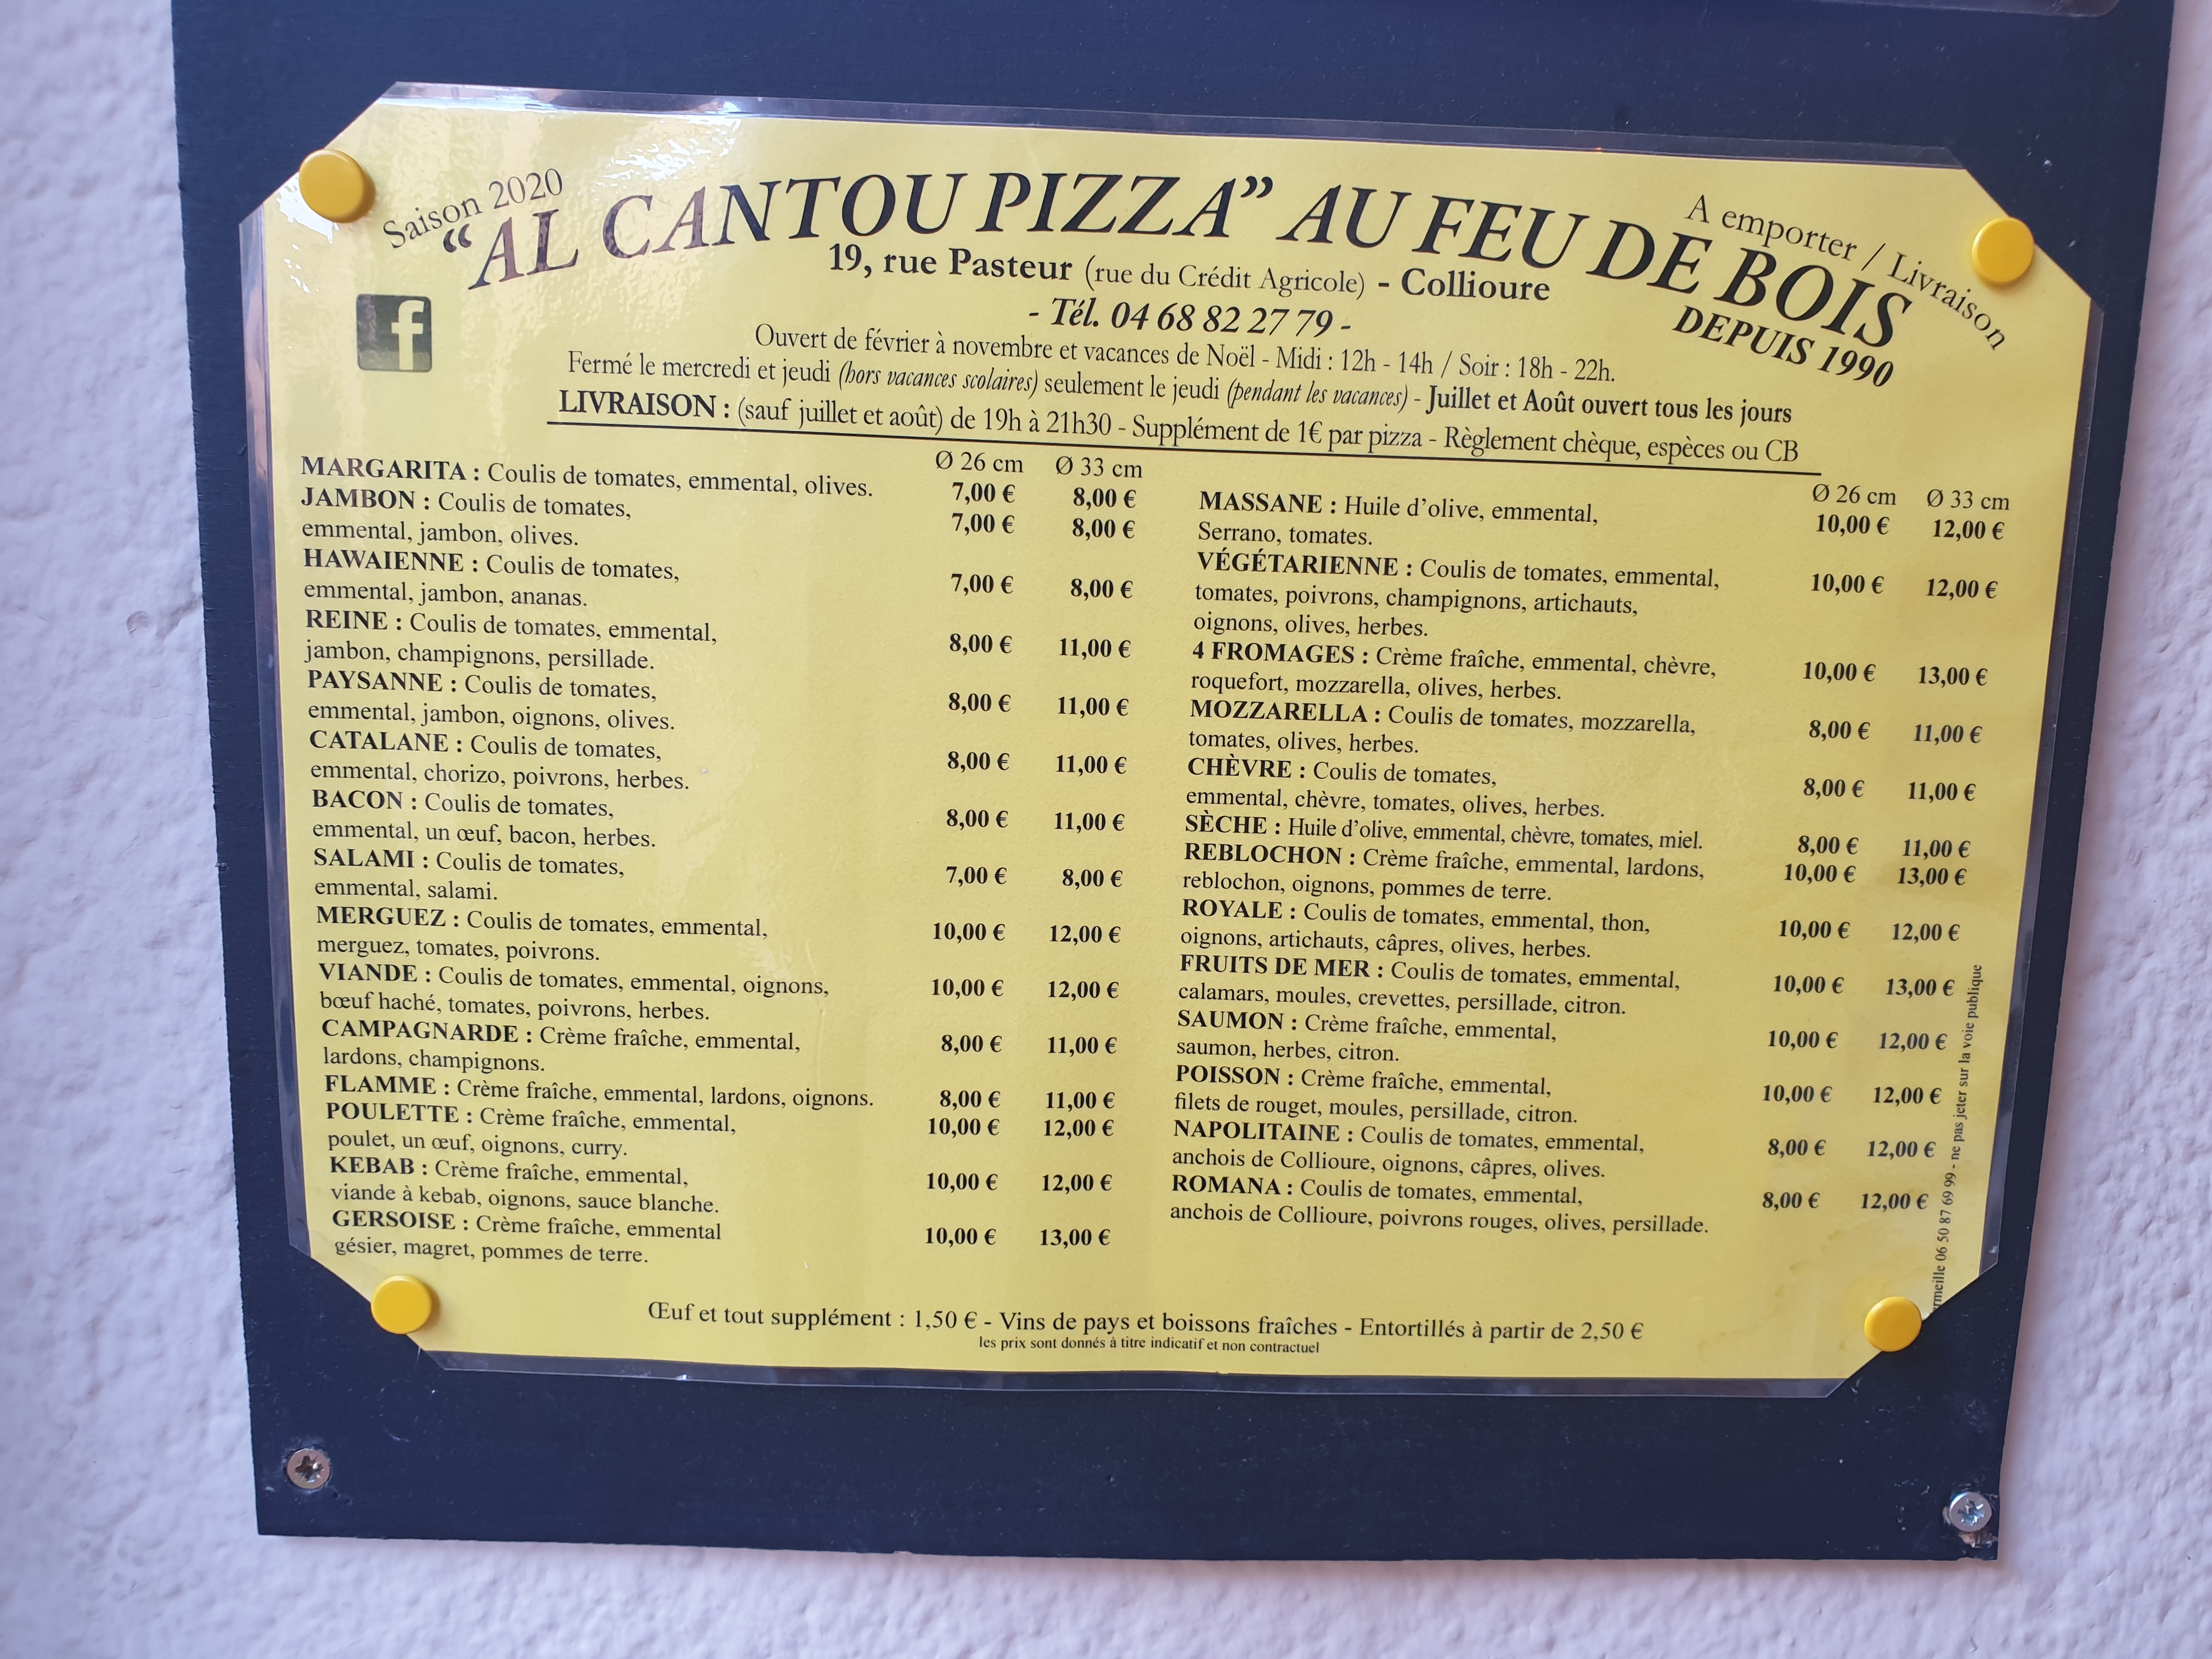 Saison 2020
A emporter / Livraison
“AL CANTOU PIZZA” AU FEU DE BOIS
DEPUIS 1990
19, rue Pasteur (rue du Crédit Agricole) - Collioure
- Tél. 04 68 82 27 79 -
f
Ouvert de février à novembre et vacances de Noël - Midi : 12h - 14h / Soir : 18h - 22h.
Fermé le mercredi et jeudi (hors vacances scolaires) seulement le jeudi (pendant les vacances) - Juillet et Août ouvert tous les jours
LIVRAISON : (sauf juillet et août) de 19h à 21h30 - Supplément de 1€ par pizza - Règlement chèque, espèces ou CB
Ø 26 cm Ø 33 cm
MARGARITA : Coulis de tomates, emmental, olives. 7,00 € 8,00 €
JAMBON : Coulis de tomates, 7,00 € 8,00 €
emmental, jambon, olives.
HAWAIENNE : Coulis de tomates, 7,00 € 8,00 €
emmental, jambon, ananas.
REINE : Coulis de tomates, emmental, 8,00 € 11,00 €
jambon, champignons, persillade.
PAYSANNE : Coulis de tomates, 8,00 € 11,00 €
emmental, jambon, oignons, olives.
CATALANE : Coulis de tomates, 8,00 € 11,00 €
emmental, chorizo, poivrons, herbes.
BACON : Coulis de tomates, 8,00 € 11,00 €
emmental, un œuf, bacon, herbes.
SALAMI : Coulis de tomates, 7,00 € 8,00 €
emmental, salami.
MERGUEZ : Coulis de tomates, emmental, 10,00 € 12,00 €
merguez, tomates, poivrons.
VIANDE : Coulis de tomates, emmental, oignons, 10,00 € 12,00 €
bœuf haché, tomates, poivrons, herbes.
CAMPAGNARDE : Crème fraîche, emmental, 8,00 € 11,00 €
lardons, champignons.
FLAMME : Crème fraîche, emmental, lardons, oignons. 8,00 € 11,00 €
POULETTE : Crème fraîche, emmental, 10,00 € 12,00 €
poulet, un œuf, oignons, curry.
KEBAB : Crème fraîche, emmental, 10,00 € 12,00 €
viande à kebab, oignons, sauce blanche.
GERSOISE : Crème fraîche, emmental 10,00 € 13,00 €
gésier, magret, pommes de terre.
Ø 26 cm Ø 33 cm
MASSANE : Huile d’olive, emmental, 10,00 € 12,00 €
Serrano, tomates.
VÉGÉTARIENNE : Coulis de tomates, emmental, 10,00 € 12,00 €
tomates, poivrons, champignons, artichauts,
oignons, olives, herbes.
4 FROMAGES : Crème fraîche, emmental, chèvre, 10,00 € 13,00 €
roquefort, mozzarella, olives, herbes.
MOZZARELLA : Coulis de tomates, mozzarella, 8,00 € 11,00 €
tomates, olives, herbes.
CHÈVRE : Coulis de tomates, 8,00 € 11,00 €
emmental, chèvre, tomates, olives, herbes.
SÈCHE : Huile d’olive, emmental, chèvre, tomates, miel. 8,00 € 11,00 €
REBLOCHON : Crème fraîche, emmental, lardons, 10,00 € 13,00 €
reblochon, oignons, pommes de terre.
ROYALE : Coulis de tomates, emmental, thon, 10,00 € 12,00 €
oignons, artichauts, câpres, olives, herbes.
FRUITS DE MER : Coulis de tomates, emmental, 10,00 € 13,00 €
calamars, moules, crevettes, persillade, citron.
SAUMON : Crème fraîche, emmental, 10,00 € 12,00 €
saumon, herbes, citron.
POISSON : Crème fraîche, emmental, 10,00 € 12,00 €
filets de rouget, moules, persillade, citron.
NAPOLITAINE : Coulis de tomates, emmental, 8,00 € 12,00 €
anchois de Collioure, oignons, câpres, olives.
ROMANA : Coulis de tomates, emmental, 8,00 € 12,00 €
anchois de Collioure, poivrons rouges, olives, persillade.
06 50 87 69 99 - ne pas jeter sur la voie publique
Œuf et tout supplément : 1,50 € - Vins de pays et boissons fraîches - Entortillés à partir de 2,50 €
les prix sont donnés à titre indicatif et non contractuel